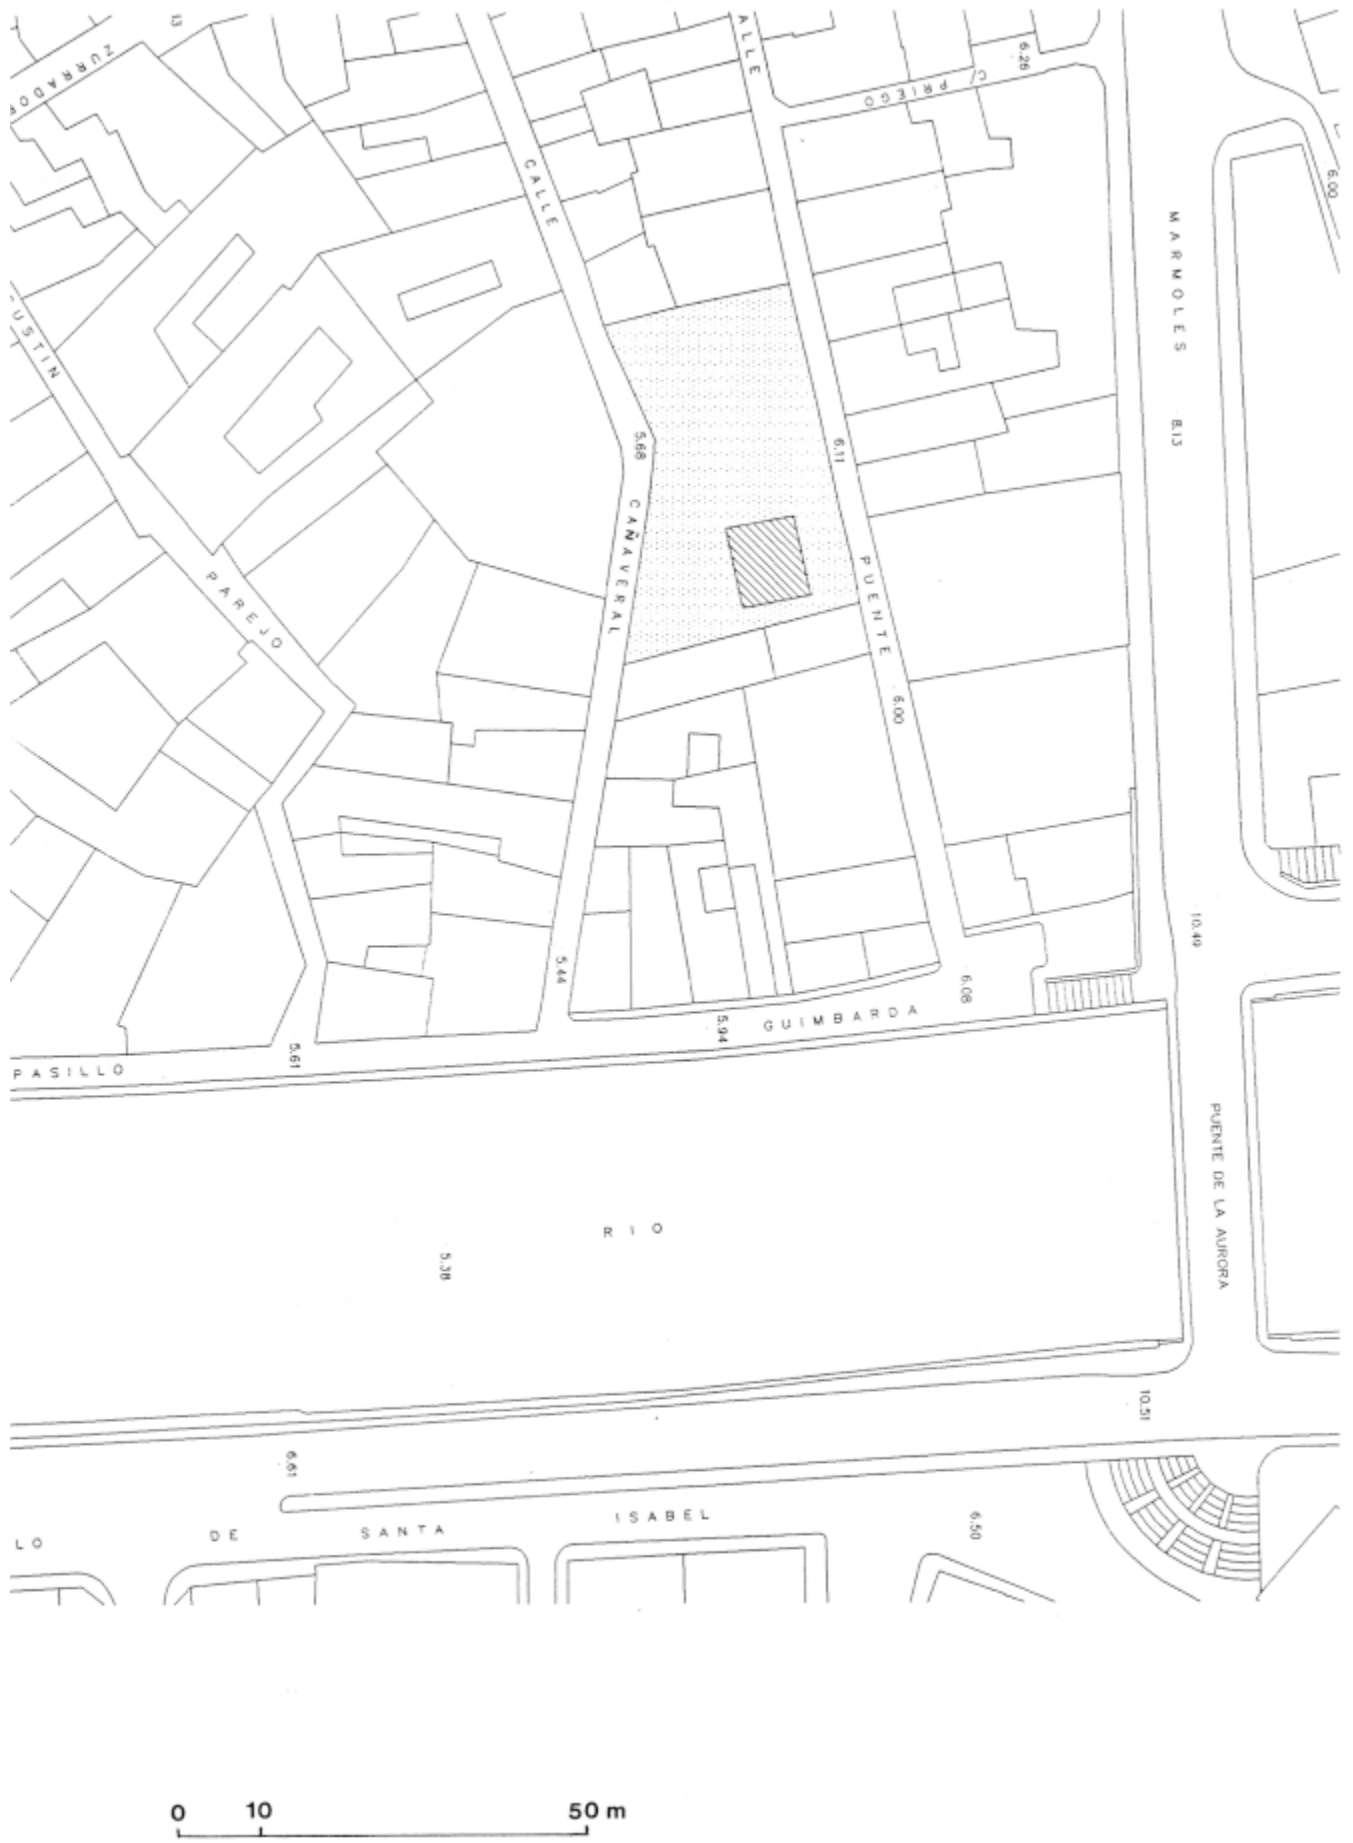 13
ZURRADOR
ALLE
6.26
C/ PRIEGO
6.00
CALLE
MARMOLES
8.13
USTIN
5.68
6.11
CAÑAVERAL
PUENTE
PAREJO
6.00
10.49
5.44
6.08
5.94
GUIMBARDA
5.61
PASILLO
PUENTE DE LA AURORA
RIO
5.38
10.51
6.61
LO DE SANTA ISABEL
6.50
0 10 50 m